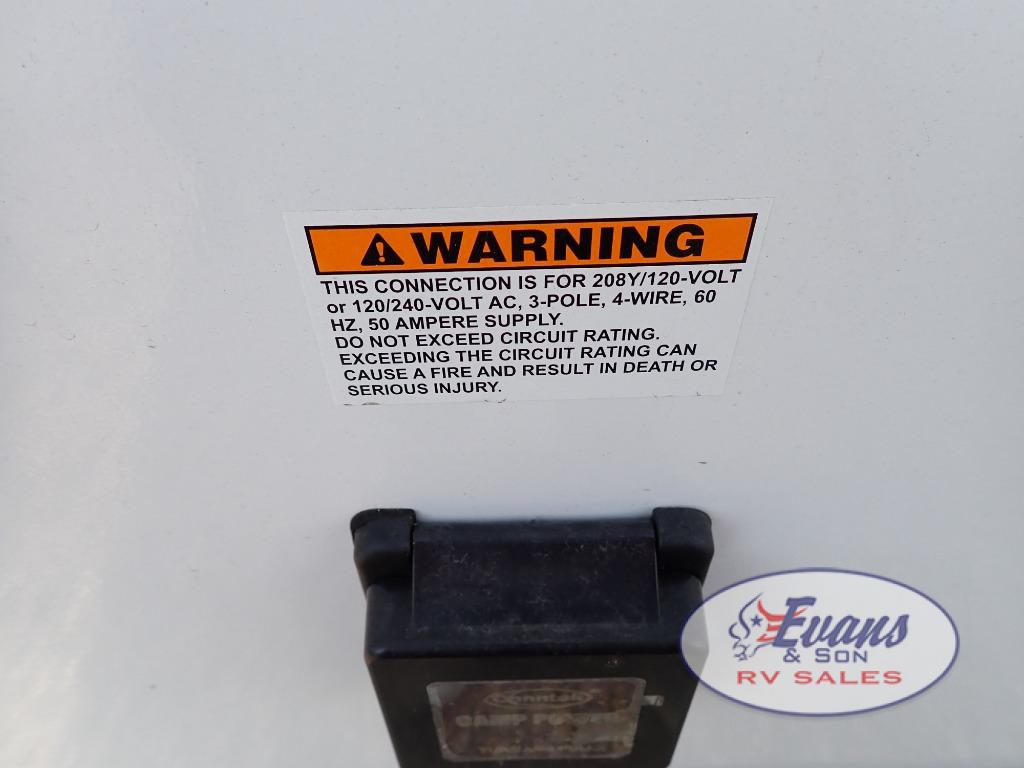 WARNING
THIS CONNECTION IS FOR 208Y/120-VOLT
or 120/240-VOLT AC, 3-POLE, 4-WIRE, 60
HZ, 50 AMPERE SUPPLY.
DO NOT EXCEED CIRCUIT RATING.
EXCEEDING THE CIRCUIT RATING CAN
CAUSE A FIRE AND RESULT IN DEATH OR
SERIOUS INJURY.
CAMP POWER
Evans
& SON
RV SALES